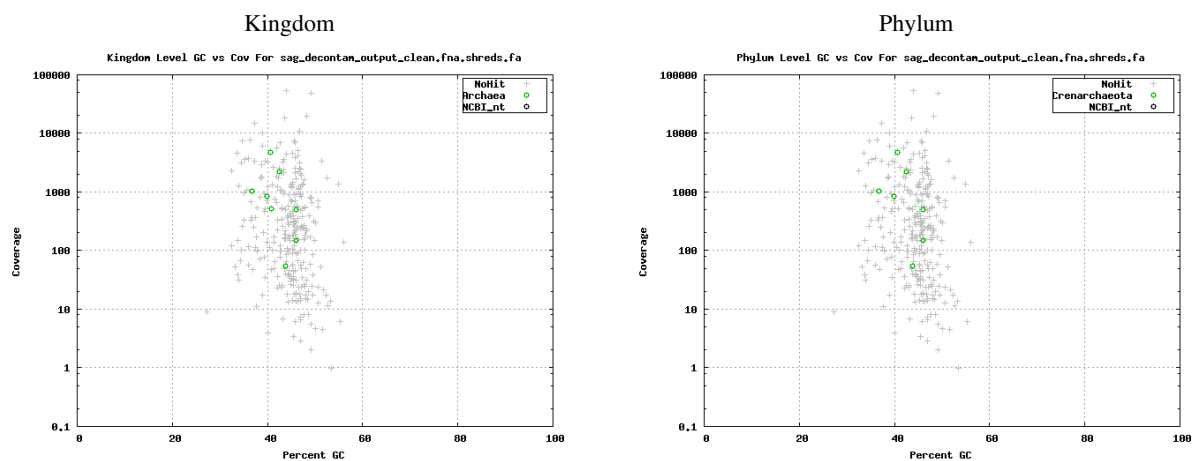 Kingdom
Kingdom Level GC vs Cov For sag_decontam_output_clean.fna.shreds.fa
100000
10000
1000
100
10
1
0.1
Coverage
NoHit
Archaea
NCBI_nt
0 20 40 60 80 100
Percent GC
Phylum
Phylum Level GC vs Cov For sag_decontam_output_clean.fna.shreds.fa
100000
10000
1000
100
10
1
0.1
Coverage
NoHit
Crenarchaeota
NCBI_nt
0 20 40 60 80 100
Percent GC